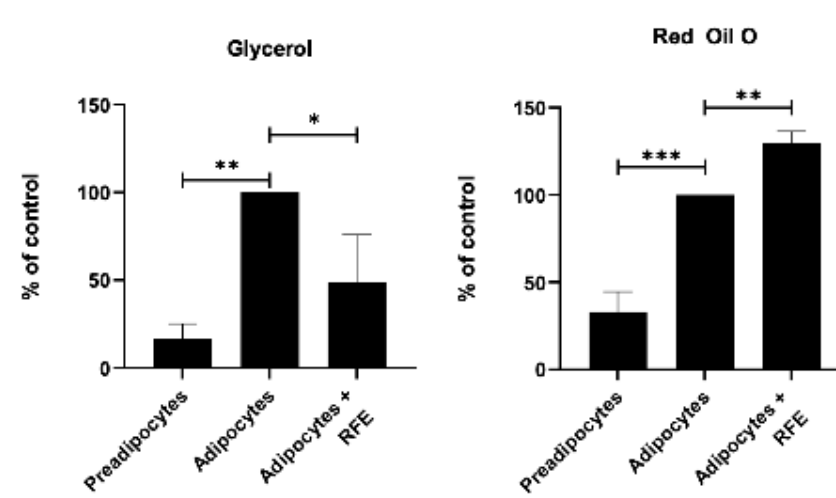 Glycerol
% of control
150
100
50
0
**
*
Preadipocytes
Adipocytes
Adipocytes +
RFE
Red Oil O
% of control
150
100
50
0
***
**
Preadipocytes
Adipocytes
Adipocytes +
RFE